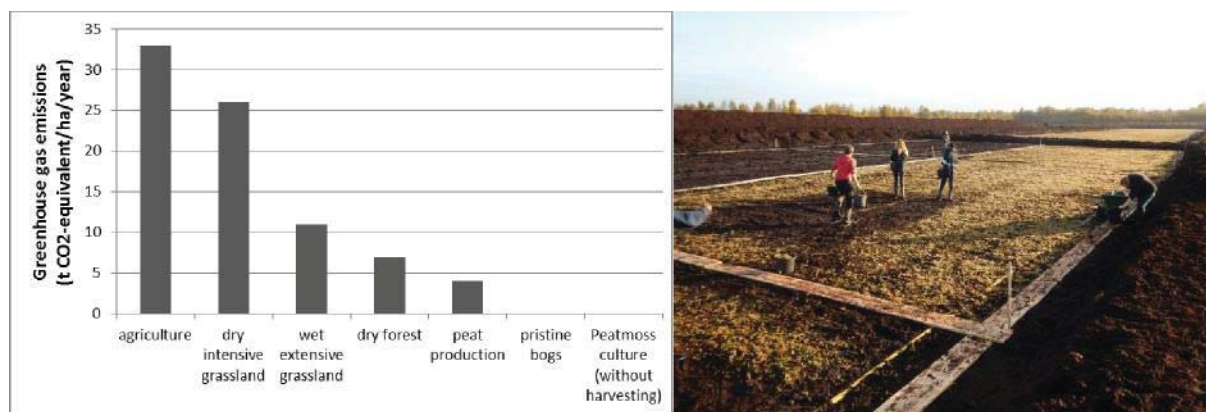 Greenhouse gas emissions
(t CO2-equivalent/ha/year)
35
30
25
20
15
10
5
0
agriculture
dry
intensive
grassland
wet
extensive
grassland
dry forest
peat
production
pristine
bogs
Peatmoss
culture
(without
harvesting)